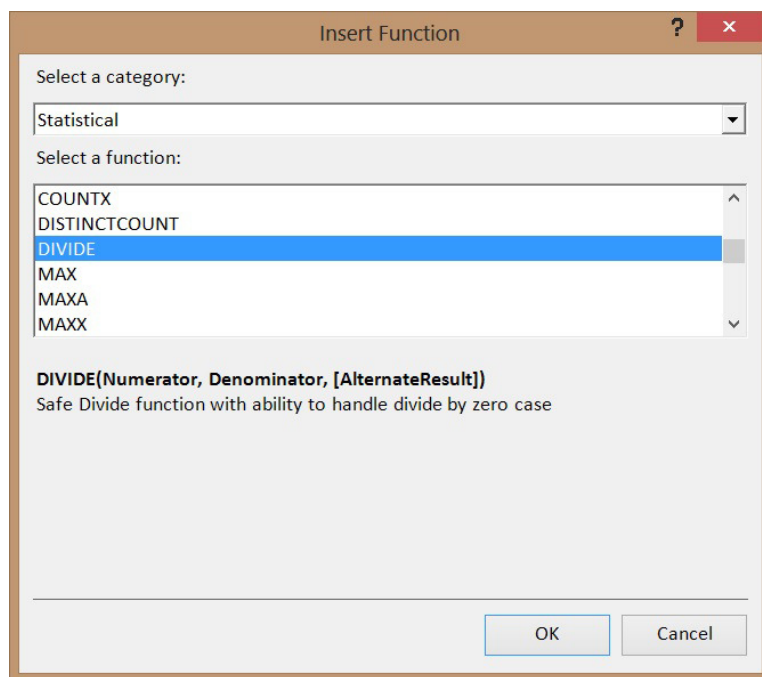 Insert Function
? ×
Select a category:
Statistical
Select a function:
COUNTX
DISTINCTCOUNT
DIVIDE
MAX
MAXA
MAXX
DIVIDE(Numerator, Denominator, [AlternateResult])
Safe Divide function with ability to handle divide by zero case
OK
Cancel